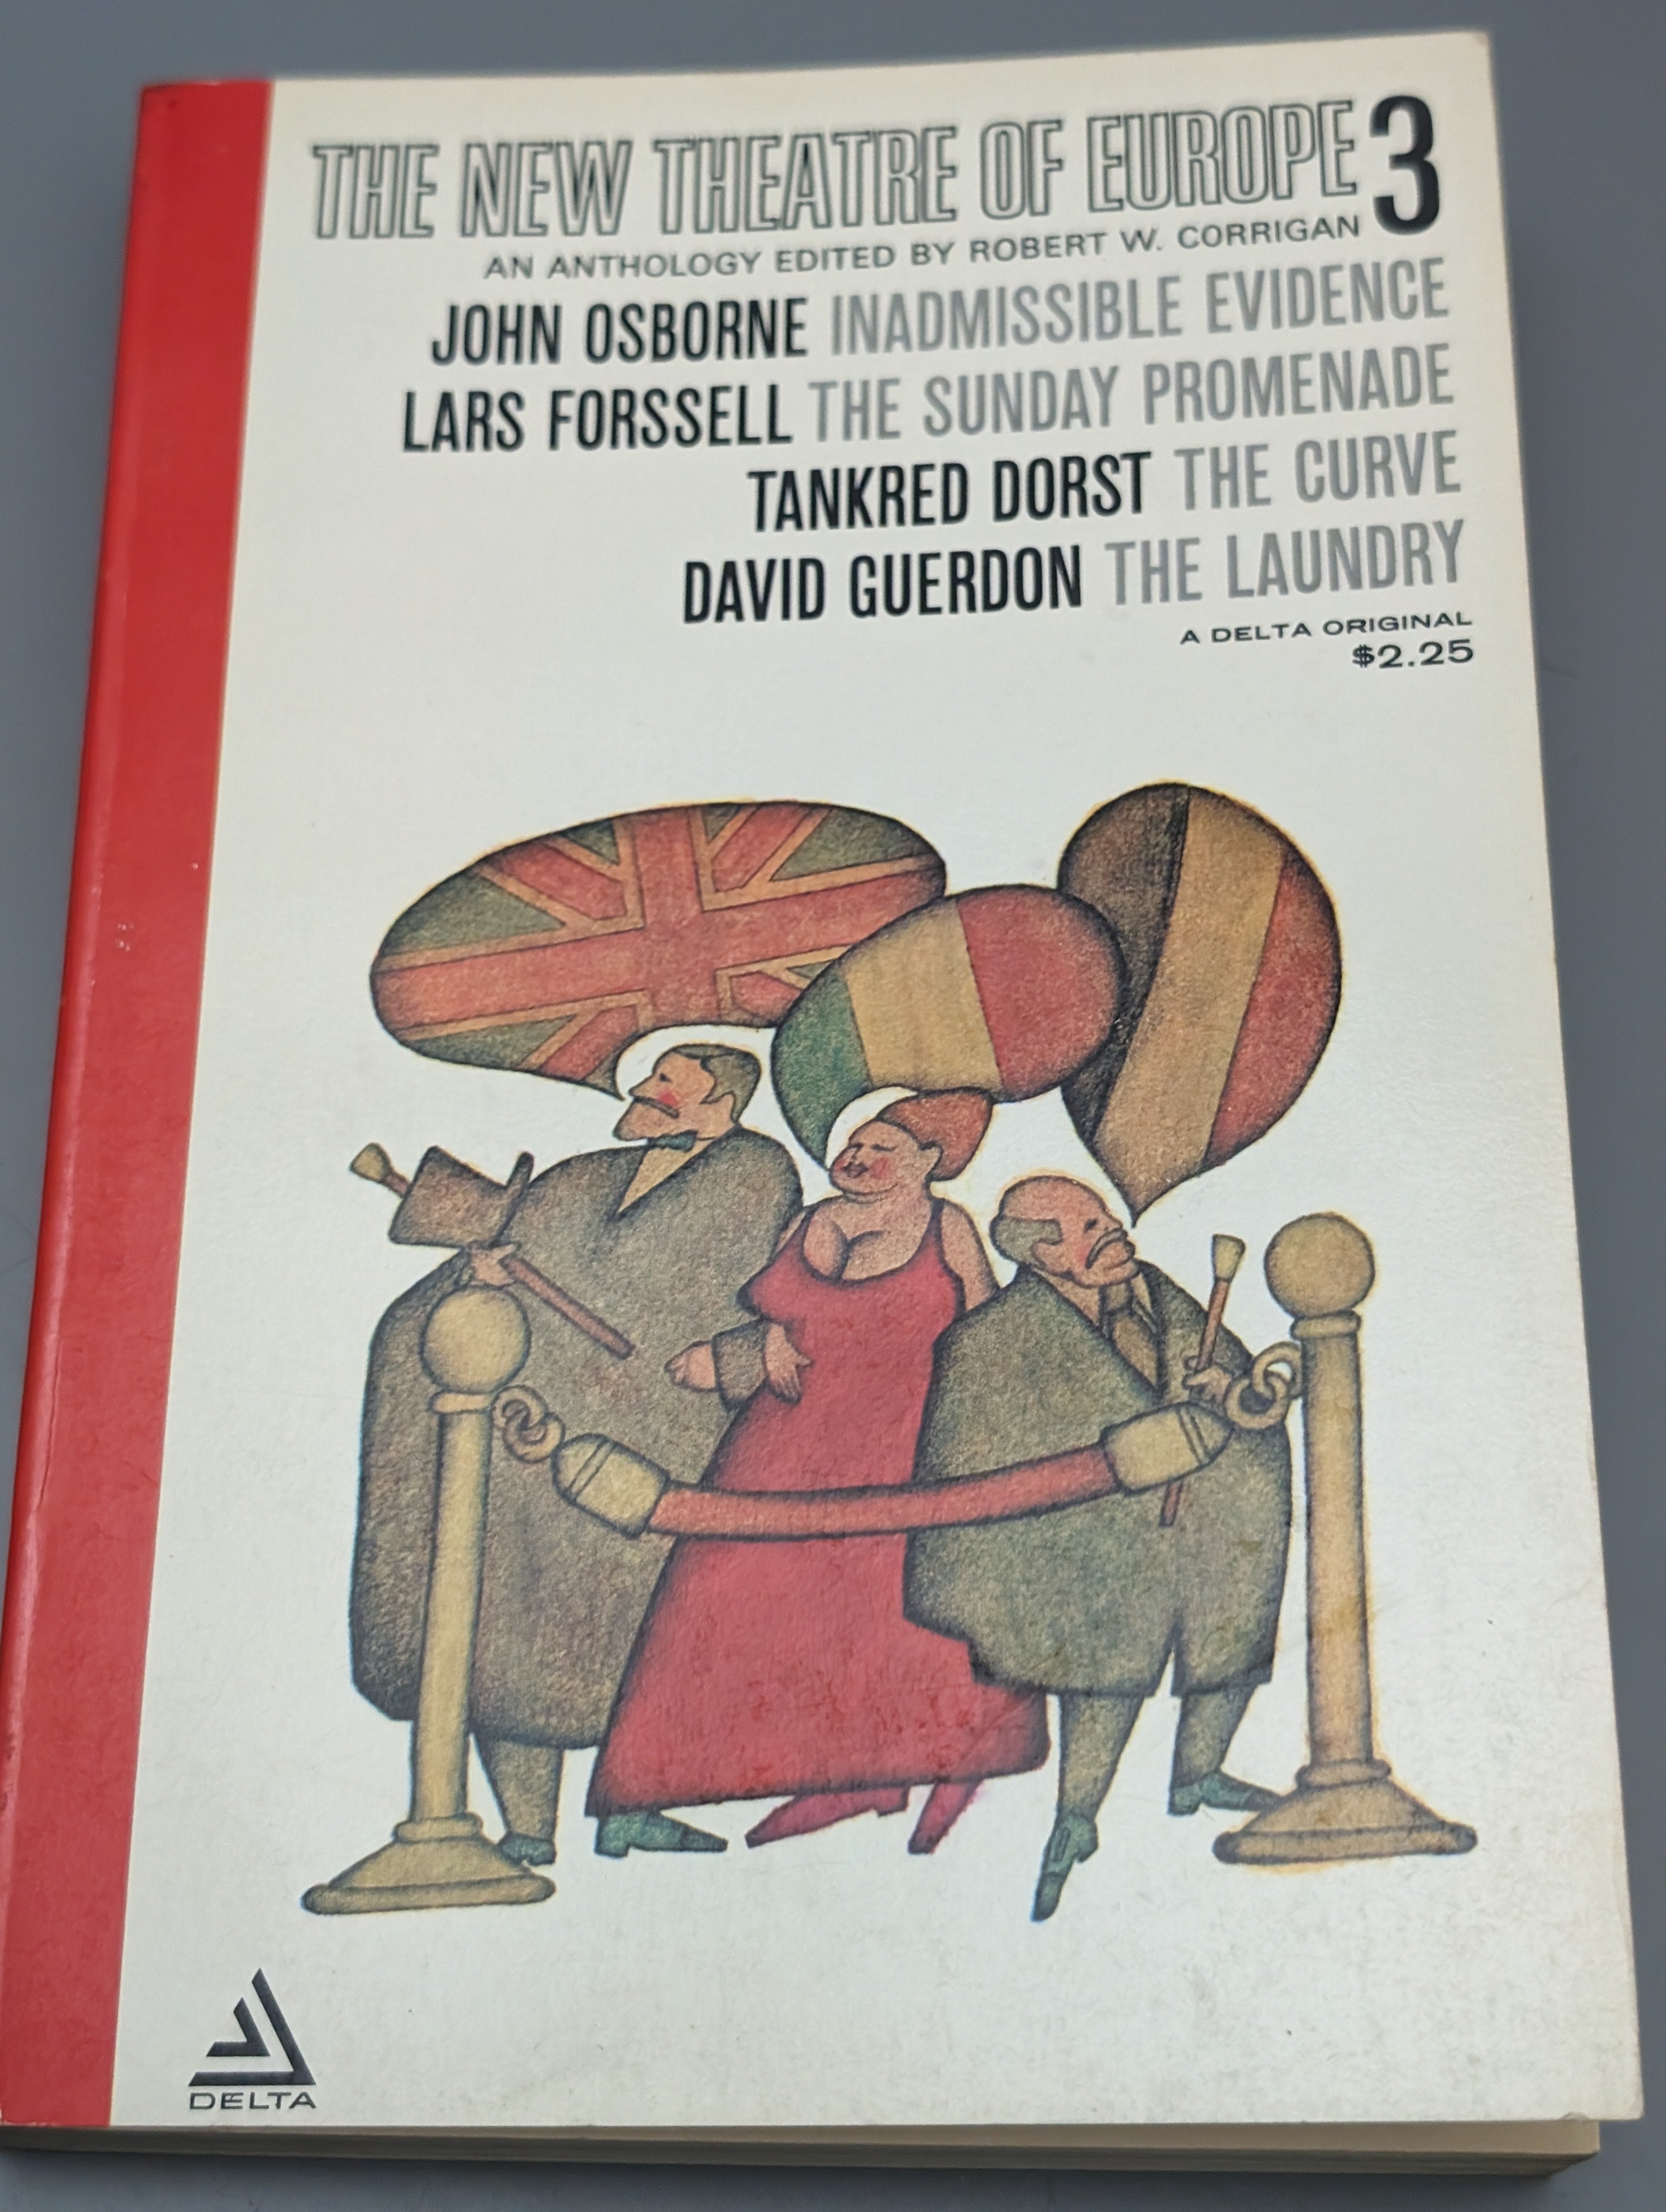 THE NEW THEATRE OF EUROPE 3
AN ANTHOLOGY EDITED BY ROBERT W. CORRIGAN
JOHN OSBORNE INADMISSIBLE EVIDENCE
LARS FORSSELL THE SUNDAY PROMENADE
TANKRED DORST THE CURVE
DAVID GUERDON THE LAUNDRY
A DELTA ORIGINAL
$2.25
DELTA